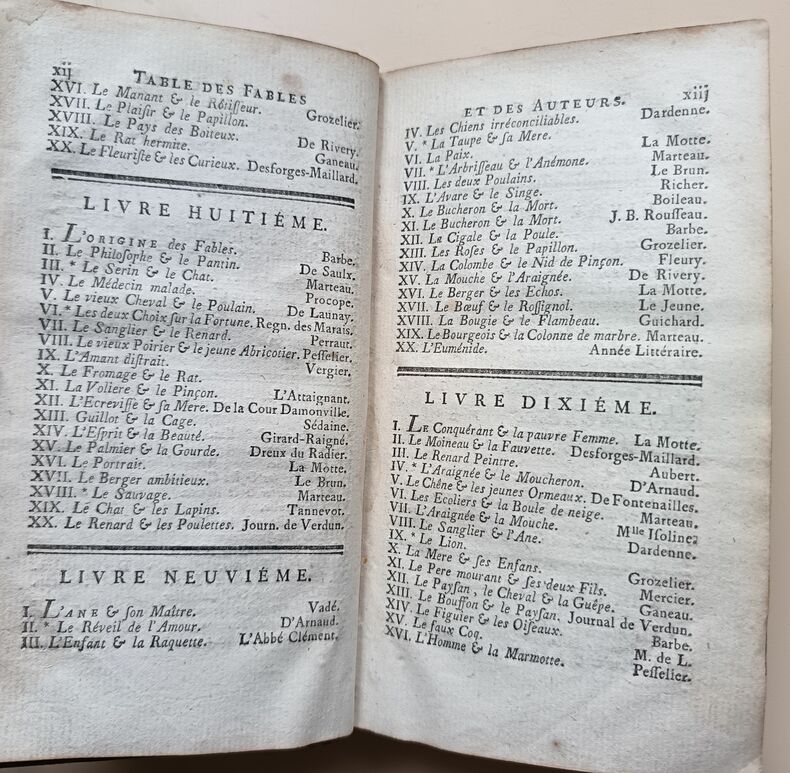 xij TABLE DES FABLES
XVI. Le Manant & le Rôtiſſeur. Grozelier.
XVII. Le Plaiſir & le Papillon.
XVIII. Le Pays des Boiteux. De Rivery.
XIX. Le Rat hermite. Ganeau.
XX. Le Fleuriſte & les Curieux. Desforges-Maillard.
LIVRE HUITIÉME.
I. L'ORIGINE des Fables. Barbe.
II. Le Philoſophe & le Pantin. De Saulx.
III. * Le Serin & le Chat. Marteau.
IV. Le Médecin malade. Procope.
V. Le vieux Cheval & le Poulain. De Launay.
VI. * Les deux Choix ſur la Fortune. Regn. des Marais.
VII. Le Sanglier & le Renard. Perraut.
VIII. Le vieux Poirier & le jeune Abricotier. Peſſelier.
IX. L'Amant diſtrait. Vergier.
X. Le Fromage & le Rat.
XI. La Voliere & le Pinçon. L'Attaignant.
XII. L'Ecreviſſe & ſa Mere. De la Cour Damonville.
XIII. Guillot & la Cage. Sédaine.
XIV. L'Eſprit & la Beauté. Girard-Raigné.
XV. Le Palmier & la Gourde. Dreux du Radier.
XVI. Le Portrait. La Motte.
XVII. Le Berger ambitieux. Le Brun.
XVIII. * Le Sauvage. Marteau.
XIX. Le Chat & les Lapins. Tannevot.
XX. Le Renard & les Poulettes. Journ. de Verdun.
LIVRE NEUVIÉME.
I. L'ANE & ſon Maître. Vadé.
II. * Le Réveil de l'Amour. D'Arnaud.
III. L'Enfant & la Raquette. L'Abbé Clément.
ET DES AUTEURS. xiij
IV. Les Chiens irréconciliables. Dardenne.
V. * La Taupe & ſa Mere.
VI. La Paix. La Motte.
VII. * L'Arbriſſeau & l'Anémone. Marteau.
VIII. Les deux Poulains. Le Brun.
IX. L'Avare & le Singe. Richer.
X. Le Bucheron & la Mort. Boileau.
XI. Le Bucheron & la Mort. J. B. Rouſſeau.
XII. La Cigale & la Poule. Barbe.
XIII. Les Roſes & le Papillon. Grozelier.
XIV. La Colombe & le Nid de Pinçon. Fleury.
XV. La Mouche & l'Araignée. De Rivery.
XVI. Le Berger & les Echos. La Motte.
XVII. Le Bœuf & le Roſſignol. Le Jeune.
XVIII. La Bougie & le Flambeau. Guichard.
XIX. Le Bourgeois & la Colonne de marbre. Marteau.
XX. L'Euménide. Année Littéraire.
LIVRE DIXIÉME.
I. LE Conquérant & la pauvre Femme. La Motte.
II. Le Moineau & la Fauvette. Desforges-Maillard.
III. Le Renard Peintre. Aubert.
IV. * L'Araignée & le Moucheron. D'Arnaud.
V. Le Chêne & les jeunes Ormeaux. De Fontenailles.
VI. Les Ecoliers & la Boule de neige. Marteau.
VII. L'Araignée & la Mouche. Mlle Iſoline.
VIII. Le Sanglier & l'Ane. Dardenne.
IX. * Le Lion.
X. La Mere & ſes Enfans. Grozelier.
XI. Le Pere mourant & ſes deux Fils. Mercier.
XII. Le Payſan, le Cheval & la Guêpe. Ganeau.
XIII. Le Bouffon & le Payſan. Journal de Verdun.
XIV. Le Figuier & les Oiſeaux. Barbe.
XV. Le faux Coq. M. de L.
XVI. L'Homme & la Marmotte. Peſſelier.